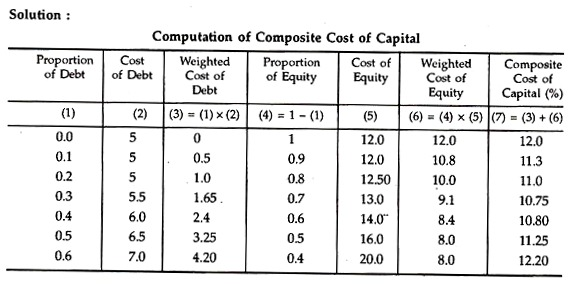 Solution :
Computation of Composite Cost of Capital
Proportion of Debt | Cost of Debt | Weighted Cost of Debt | Proportion of Equity | Cost of Equity | Weighted Cost of Equity | Composite Cost of Capital (%)
(1) | (2) | (3) = (1) × (2) | (4) = 1 – (1) | (5) | (6) = (4) × (5) | (7) = (3) + (6)
0.0 | 5 | 0 | 1 | 12.0 | 12.0 | 12.0
0.1 | 5 | 0.5 | 0.9 | 12.0 | 10.8 | 11.3
0.2 | 5 | 1.0 | 0.8 | 12.50 | 10.0 | 11.0
0.3 | 5.5 | 1.65 | 0.7 | 13.0 | 9.1 | 10.75
0.4 | 6.0 | 2.4 | 0.6 | 14.0 | 8.4 | 10.80
0.5 | 6.5 | 3.25 | 0.5 | 16.0 | 8.0 | 11.25
0.6 | 7.0 | 4.20 | 0.4 | 20.0 | 8.0 | 12.20